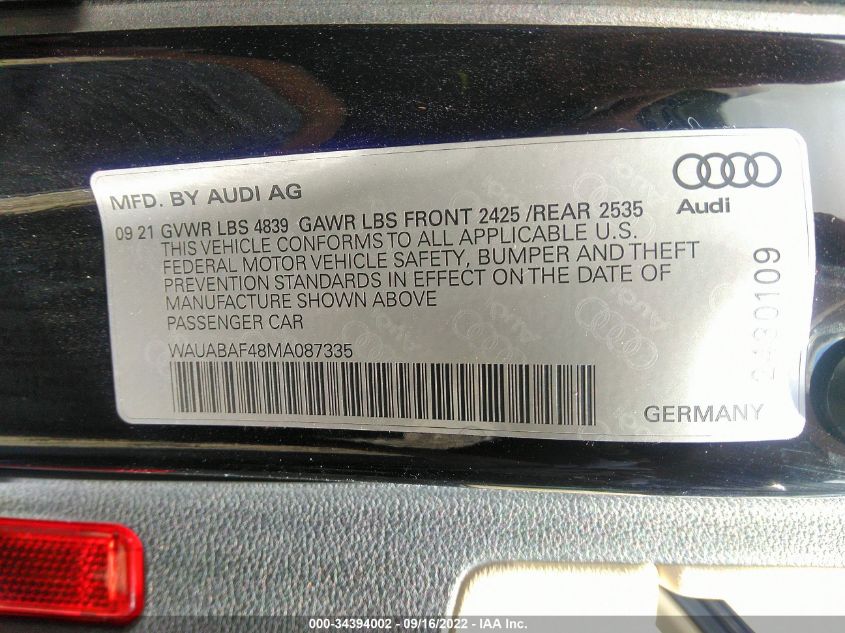 MFD. BY AUDI AG
Audi
09 21 GVWR LBS 4839 GAWR LBS FRONT 2425 /REAR 2535
THIS VEHICLE CONFORMS TO ALL APPLICABLE U.S.
FEDERAL MOTOR VEHICLE SAFETY, BUMPER AND THEFT
PREVENTION STANDARDS IN EFFECT ON THE DATE OF
MANUFACTURE SHOWN ABOVE
PASSENGER CAR
WAUABAF48MA087335
GERMANY
000-34394002 - 09/16/2022 - IAA Inc.